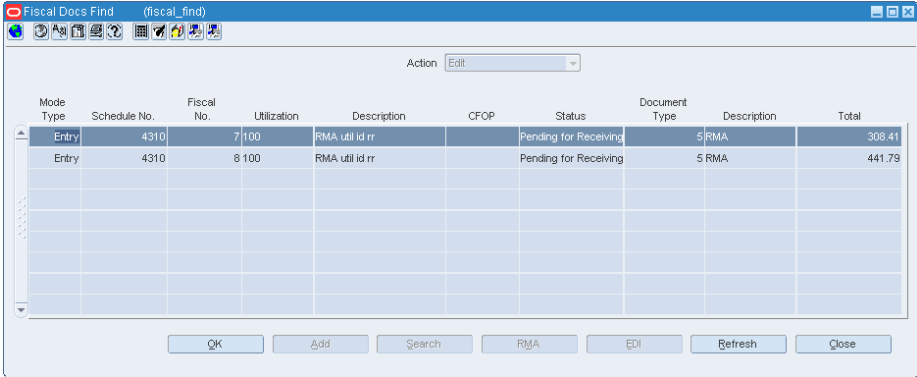 Fiscal Docs Find (fiscal_find)
Action Edit
Mode Type Schedule No. Fiscal No. Utilization Description CFOP Status Document Type Description Total
Entry 4310 7 100 RMA util id rr Pending for Receiving 5 RMA 308.41
Entry 4310 8 100 RMA util id rr Pending for Receiving 5 RMA 441.79
OK Add Search RMA EDI Refresh Close